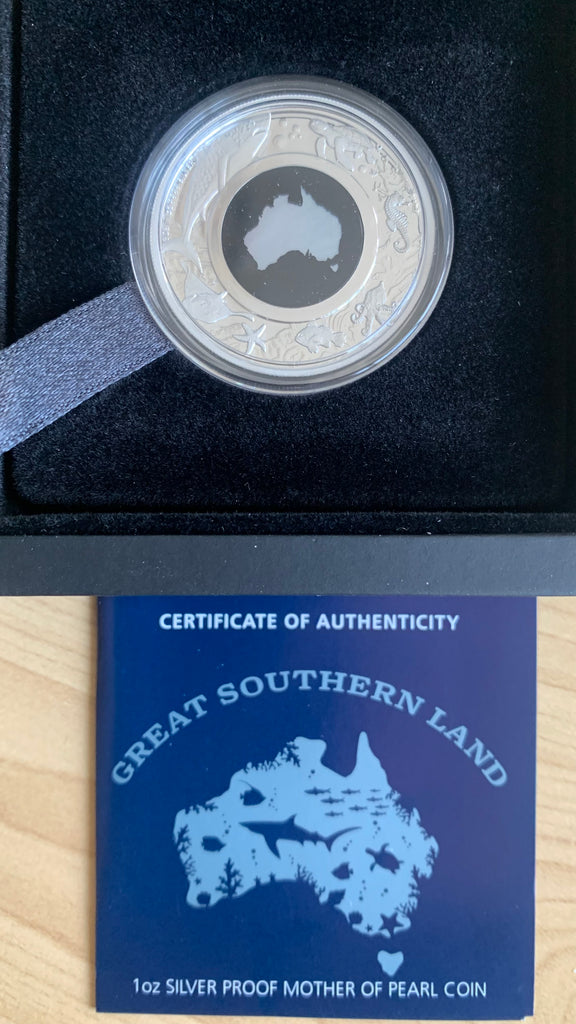 CERTIFICATE OF AUTHENTICITY
GREAT SOUTHERN LAND
1oz SILVER PROOF MOTHER OF PEARL COIN